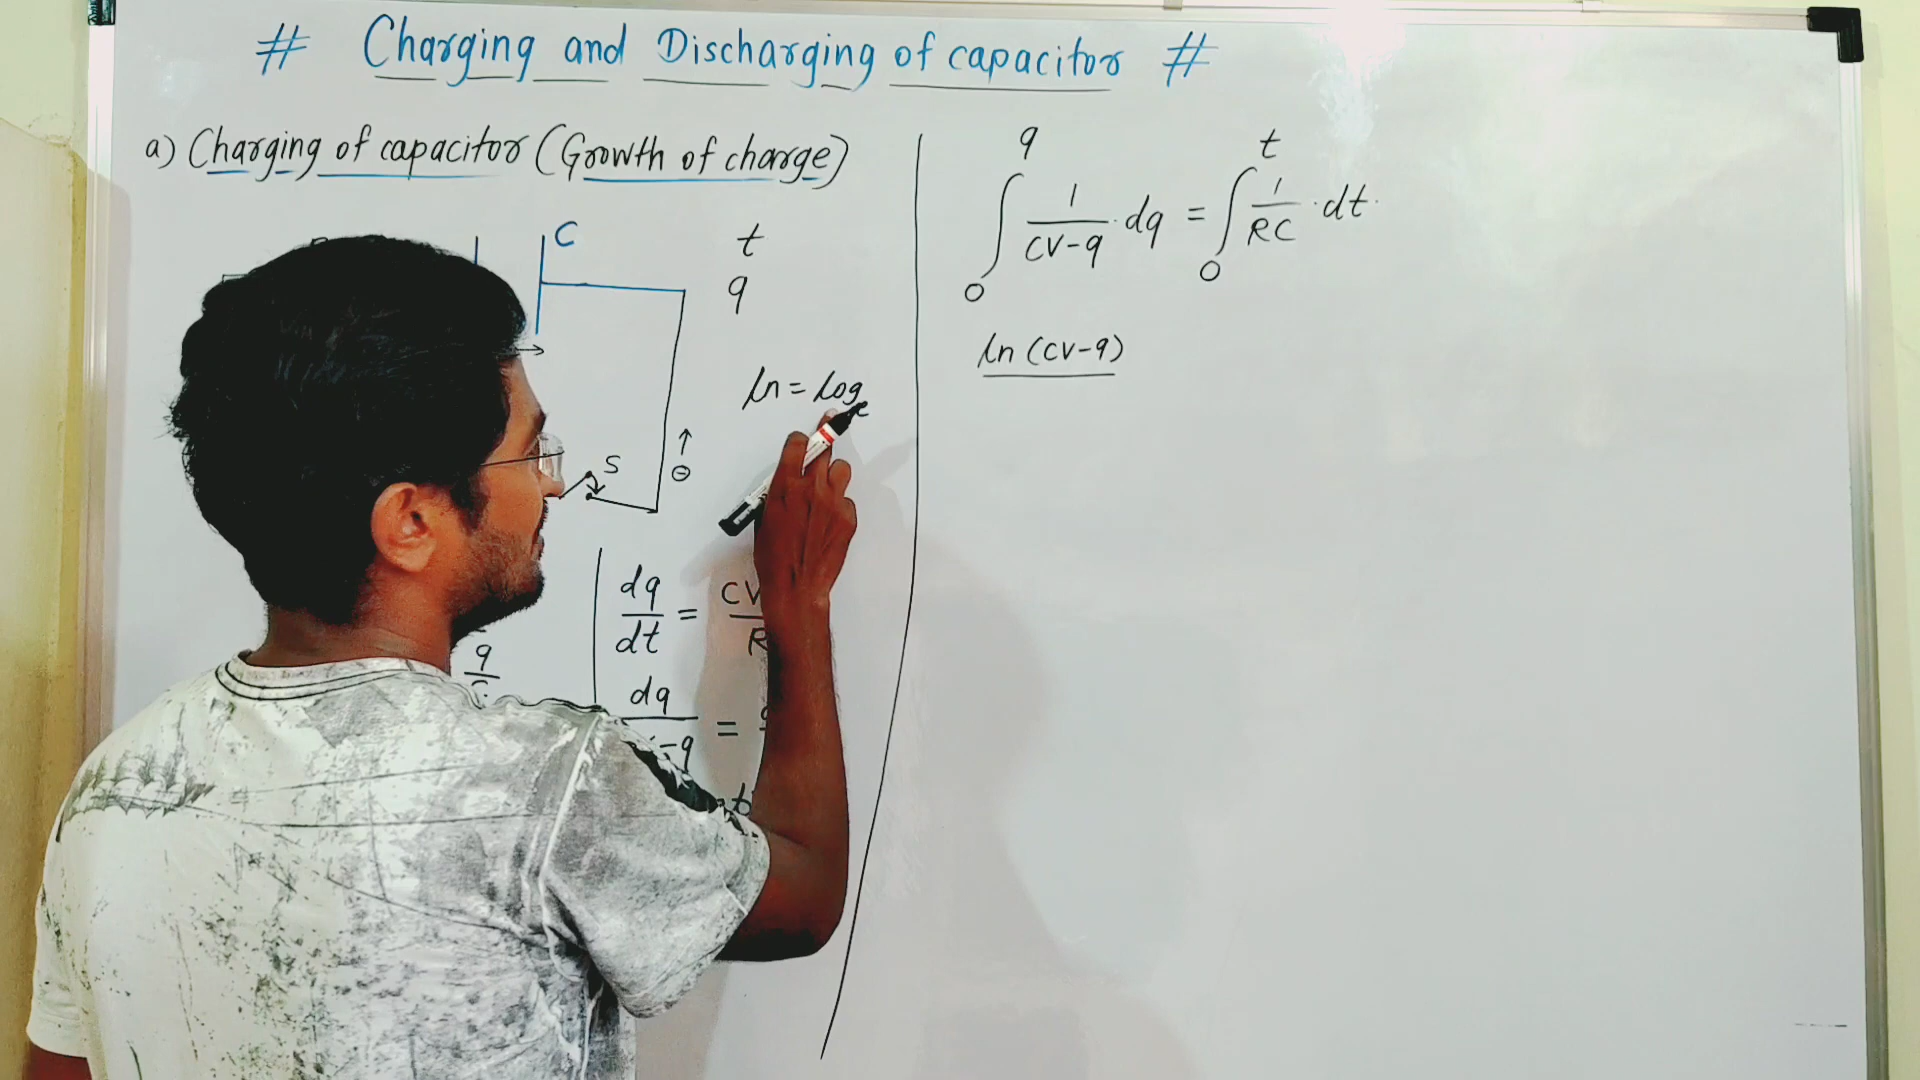 # Charging and Discharging of capacitor #
a) Charging of capacitor (Growth of charge)
C
t
q
ln = log e
S
⊖ ↑
q
dq/dt = CV
R
dq
-q
=
∫₀^q 1/(CV-q) · dq = ∫₀^t 1/RC · dt.
ln (CV-q)